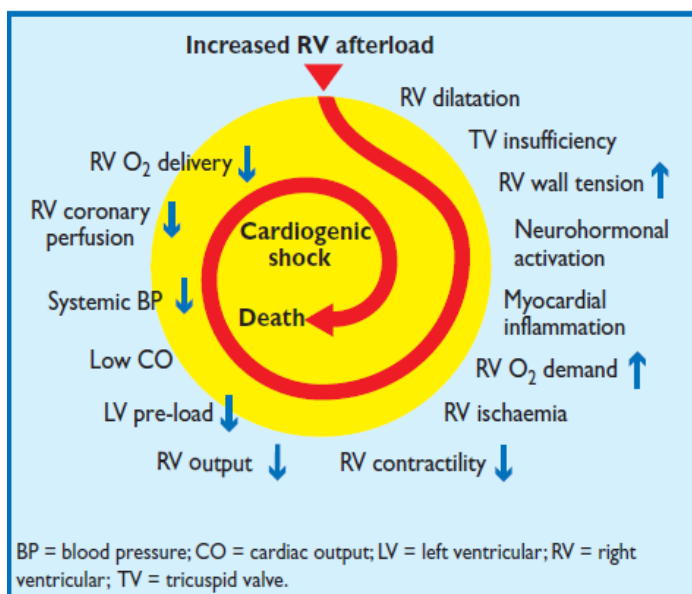 Increased RV afterload
RV dilatation
TV insufficiency
RV wall tension
Neurohormonal
activation
Myocardial
inflammation
RV O₂ demand
RV ischaemia
RV contractility
RV output
LV pre-load
Low CO
Systemic BP
RV coronary
perfusion
RV O₂ delivery
Cardiogenic
shock
Death
BP = blood pressure; CO = cardiac output; LV = left ventricular; RV = right
ventricular; TV = tricuspid valve.